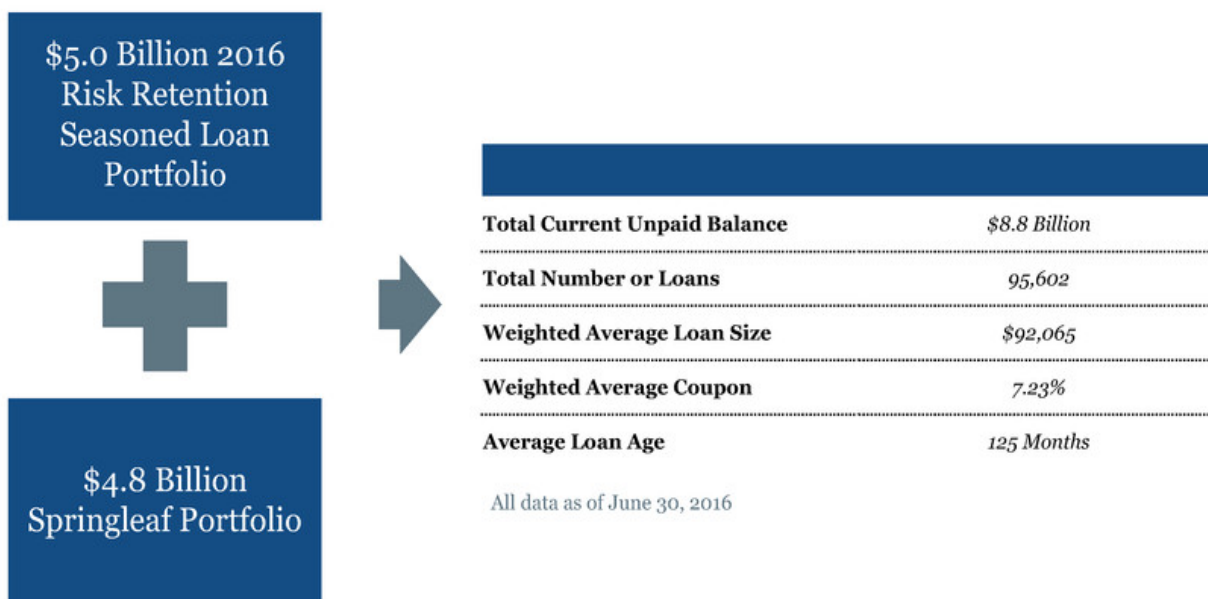 $5.0 Billion 2016
Risk Retention
Seasoned Loan
Portfolio
$4.8 Billion
Springleaf Portfolio
Total Current Unpaid Balance $8.8 Billion
Total Number or Loans 95,602
Weighted Average Loan Size $92,065
Weighted Average Coupon 7.23%
Average Loan Age 125 Months
All data as of June 30, 2016